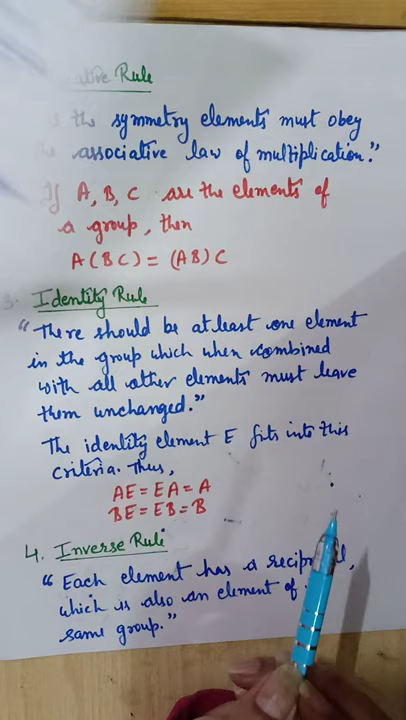 ative Rule
the symmetry elements must obey
associative law of multiplication."
If A, B, C are the elements of
a group, then
A(BC) = (AB)C
3. Identity Rule
"There should be at least one element
in the group which when combined
with all other elements must leave
them unchanged."
The identity element E fits into this
criteria. Thus,
AE = EA = A
BE = EB = B
4. Inverse Rule
"Each element has a
which is also an element of
same group."